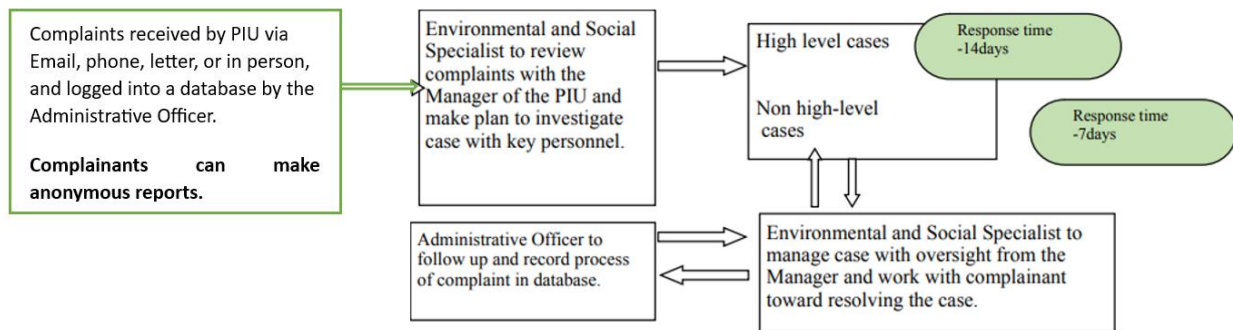 Complaints received by PIU via
Email, phone, letter, or in person,
and logged into a database by the
Administrative Officer.
Complainants can make
anonymous reports.
Environmental and Social
Specialist to review
complaints with the
Manager of the PIU and
make plan to investigate
case with key personnel.
High level cases
Non high-level
cases
Response time
-14days
Response time
-7days
Administrative Officer to
follow up and record process
of complaint in database.
Environmental and Social Specialist to
manage case with oversight from the
Manager and work with complainant
toward resolving the case.